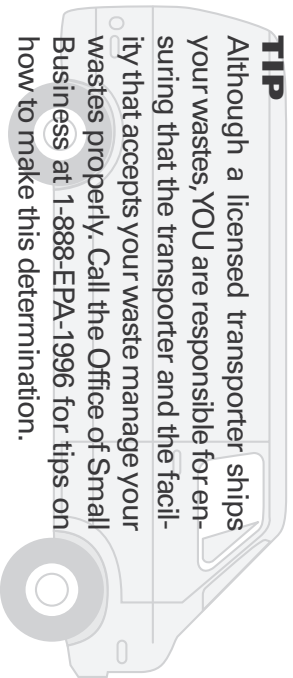 TIP
Although a licensed transporter ships
your wastes, YOU are responsible for en-
suring that the transporter and the facil-
ity that accepts your waste manage your
wastes properly. Call the Office of Small
Business at 1-888-EPA-1996 for tips on
how to make this determination.